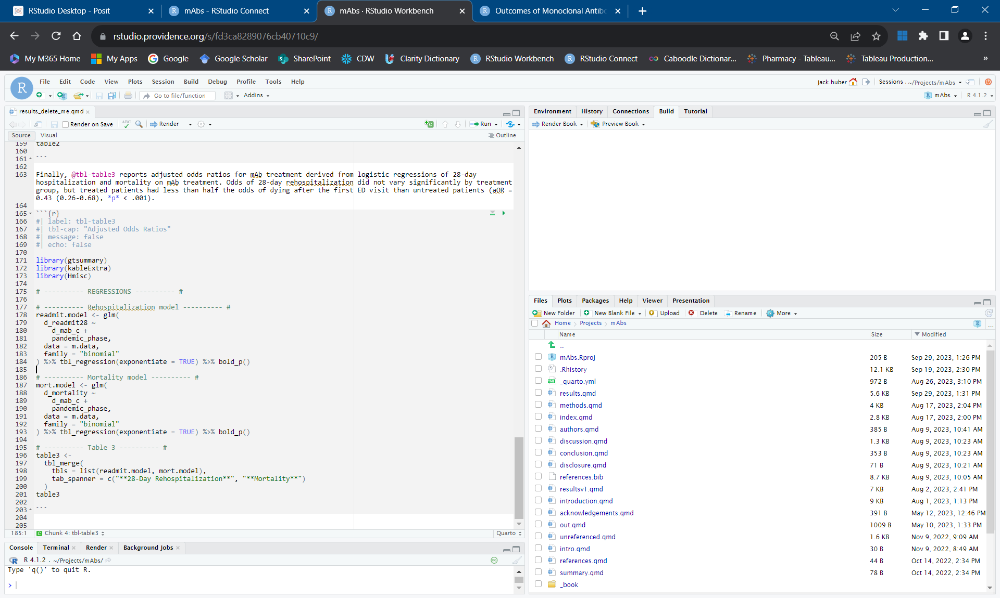 RStudio Desktop - Posit
mAbs - RStudio Connect
mAbs · RStudio Workbench
Outcomes of Monoclonal Antib
rstudio.providence.org/s/fd3ca8289076cb40710c9/
My M365 Home
My Apps
Google
Google Scholar
SharePoint
CDW
Clarity Dictionary
RStudio Workbench
RStudio Connect
Caboodle Dictionar...
Pharmacy - Tableau...
Tableau Production...
»
File Edit Code View Plots Session Build Debug Profile Tools Help
jack.huber
Sessions ~/Projects/mAbs
Go to file/function
Addins
mAbs
R 4.1.2
results_delete_me.qmd
Render on Save
ABC
Render
Run
Source Visual
Outline
159 table2
160
161 ```
162
163 Finally, @tbl-table3 reports adjusted odds ratios for mAb treatment derived from logistic regressions of 28-day
hospitalization and mortality on mAb treatment. Odds of 28-day rehospitalization did not vary significantly by treatment
group, but treated patients had less than half the odds of dying after the first ED visit than untreated patients (aOR =
0.43 (0.26-0.68), *p* < .001).
164
165 ```{r}
166 #| label: tbl-table3
167 #| tbl-cap: "Adjusted Odds Ratios"
168 #| message: false
169 #| echo: false
170
171 library(gtsummary)
172 library(kableExtra)
173 library(Hmisc)
174
175 # ---------- REGRESSIONS ---------- #
176
177 # ---------- Rehospitalization model ---------- #
178 readmit.model <- glm(
179   d_readmit28 ~
180     d_mab_c +
181     pandemic_phase,
182   data = m.data,
183   family = "binomial"
184 ) %>% tbl_regression(exponentiate = TRUE) %>% bold_p()
185
186 # ---------- Mortality model ---------- #
187 mort.model <- glm(
188   d_mortality ~
189     d_mab_c +
190     pandemic_phase,
191   data = m.data,
192   family = "binomial"
193 ) %>% tbl_regression(exponentiate = TRUE) %>% bold_p()
194
195 # ---------- Table 3 ---------- #
196 table3 <-
197   tbl_merge(
198     tbls = list(readmit.model, mort.model),
199     tab_spanner = c("**28-Day Rehospitalization**", "**Mortality**")
200   )
201 table3
202
203 ```
204
205
185:1 Chunk 4: tbl-table3
Quarto
Console Terminal Render Background Jobs
R 4.1.2 . ~/Projects/mAbs/
Type 'q()' to quit R.
>
Environment History Connections Build Tutorial
Render Book Preview Book
Files Plots Packages Help Viewer Presentation
New Folder New Blank File Upload Delete Rename More
Home Projects mAbs
...
Name Size Modified
..
mAbs.Rproj 205 B Sep 29, 2023, 1:26 PM
.Rhistory 12.1 KB Sep 19, 2023, 2:30 PM
_quarto.yml 972 B Aug 26, 2023, 3:10 PM
results.qmd 5.6 KB Sep 29, 2023, 1:31 PM
methods.qmd 4 KB Aug 17, 2023, 2:04 PM
index.qmd 2.8 KB Aug 17, 2023, 2:00 PM
authors.qmd 385 B Aug 9, 2023, 10:41 AM
discussion.qmd 1.3 KB Aug 9, 2023, 10:23 AM
conclusion.qmd 353 B Aug 9, 2023, 10:23 AM
disclosure.qmd 71 B Aug 9, 2023, 10:21 AM
references.bib 8.7 KB Aug 9, 2023, 10:05 AM
resultsv1.qmd 7 KB Aug 2, 2023, 2:41 PM
introduction.qmd 9 KB Aug 1, 2023, 1:13 PM
acknowledgements.qmd 391 B May 12, 2023, 12:46 PM
out.qmd 1009 B May 10, 2023, 1:33 PM
unreferenced.qmd 1.6 KB Nov 9, 2022, 9:09 AM
intro.qmd 30 B Nov 9, 2022, 8:49 AM
references.qmd 44 B Oct 14, 2022, 2:34 PM
summary.qmd 78 B Oct 14, 2022, 2:34 PM
_book